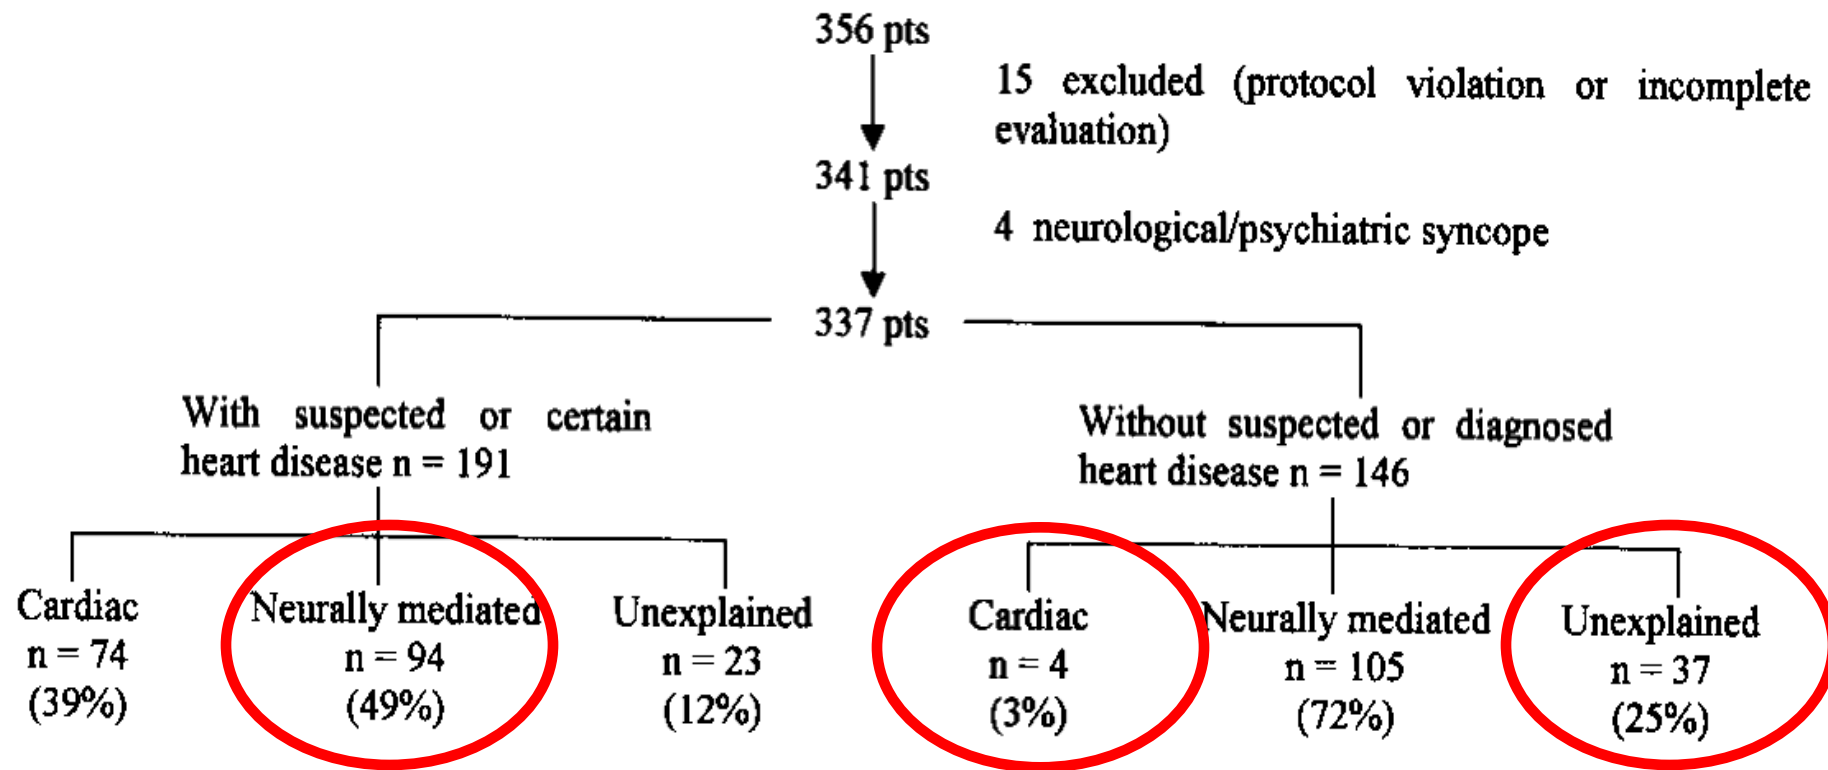 356 pts
15 excluded (protocol violation or incomplete
evaluation)
341 pts
4 neurological/psychiatric syncope
337 pts
With suspected or certain
heart disease n = 191
Without suspected or diagnosed
heart disease n = 146
Cardiac
n = 74
(39%)
Neurally mediated
n = 94
(49%)
Unexplained
n = 23
(12%)
Cardiac
n = 4
(3%)
Neurally mediated
n = 105
(72%)
Unexplained
n = 37
(25%)